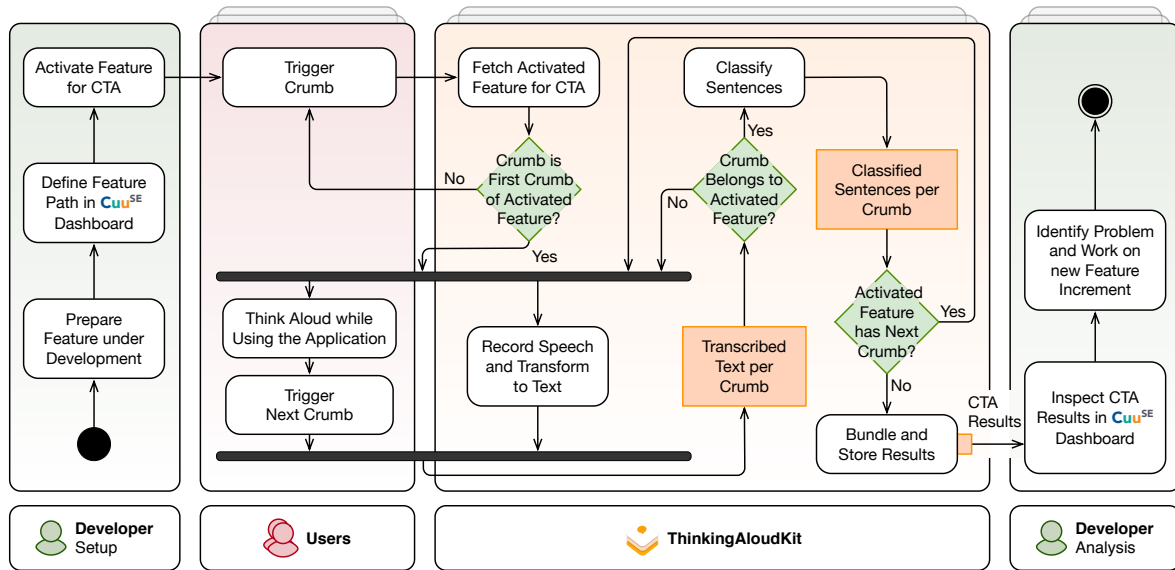 Activate Feature
for CTA
Define Feature
Path in CuuSE
Dashboard
Prepare
Feature under
Development
Trigger
Crumb
Think Aloud while
Using the Application
Trigger
Next Crumb
Fetch Activated
Feature for CTA
Crumb is
First Crumb
of Activated
Feature?
No
Yes
Record Speech
and Transform
to Text
Classify
Sentences
Yes
Crumb
Belongs to
Activated
Feature?
No
Transcribed
Text per
Crumb
Classified
Sentences per
Crumb
Activated
Feature
has Next
Crumb?
Yes
No
Bundle and
Store Results
CTA
Results
Identify Problem
and Work on
new Feature
Increment
Inspect CTA
Results in CuuSE
Dashboard
Developer
Setup
Users
ThinkingAloudKit
Developer
Analysis